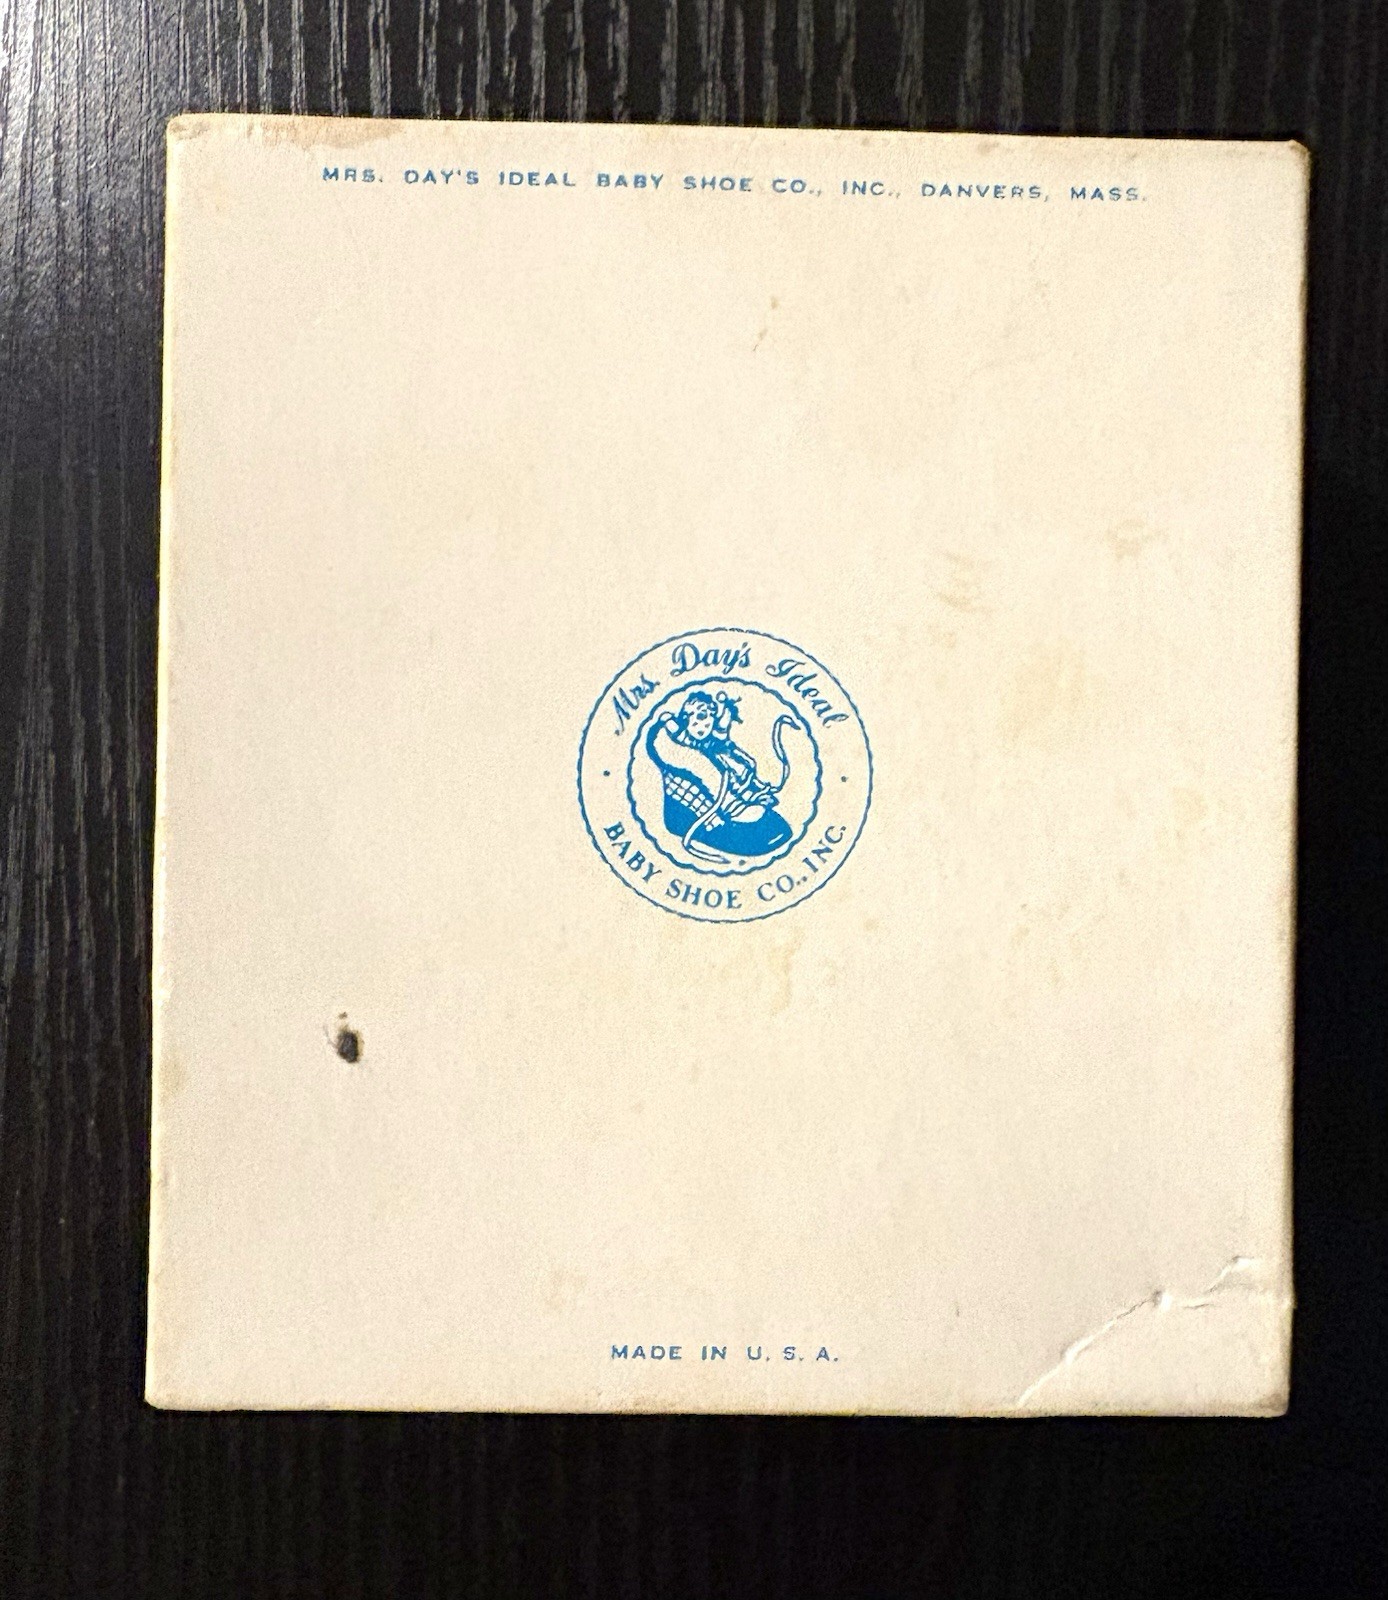 MRS. DAY'S IDEAL BABY SHOE CO., INC., DANVERS, MASS.
Mrs. Day's Ideal
BABY SHOE CO., INC.
MADE IN U. S. A.